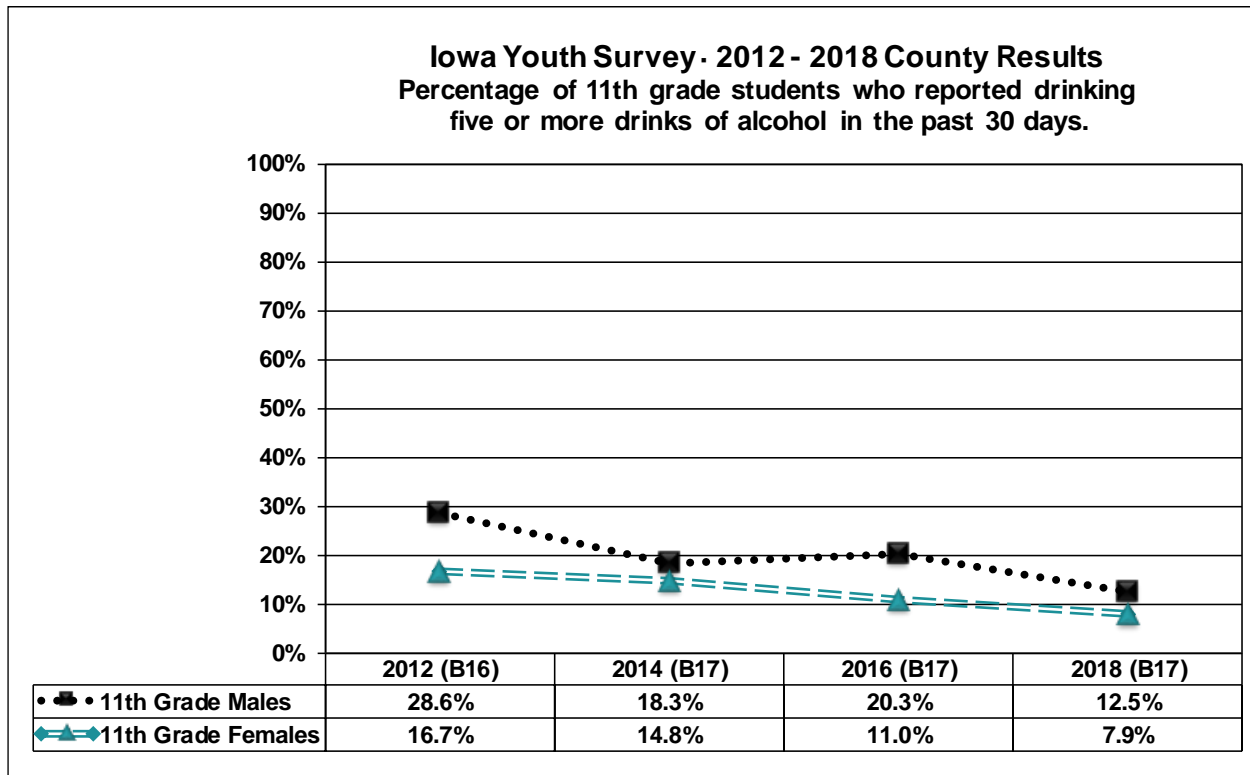 Iowa Youth Survey · 2012 - 2018 County Results
Percentage of 11th grade students who reported drinking
five or more drinks of alcohol in the past 30 days.
100%
90%
80%
70%
60%
50%
40%
30%
20%
10%
0%
2012 (B16) 2014 (B17) 2016 (B17) 2018 (B17)
11th Grade Males 28.6% 18.3% 20.3% 12.5%
11th Grade Females 16.7% 14.8% 11.0% 7.9%